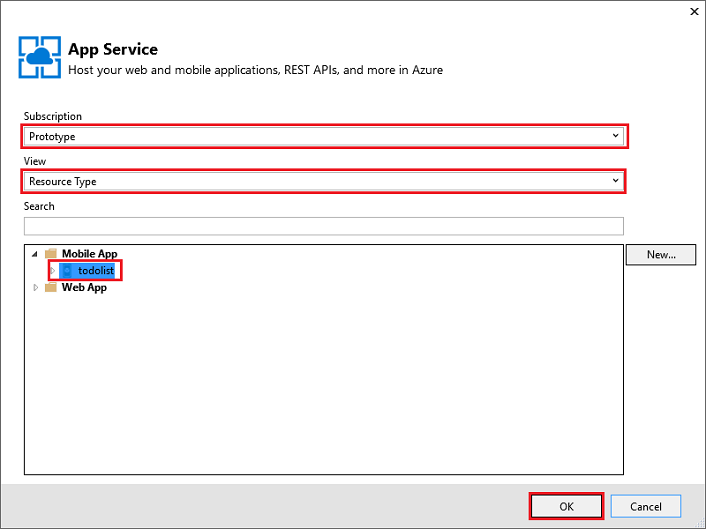 App Service
Host your web and mobile applications, REST APIs, and more in Azure
Subscription
Prototype
View
Resource Type
Search
Mobile App
todolist
Web App
New...
OK
Cancel